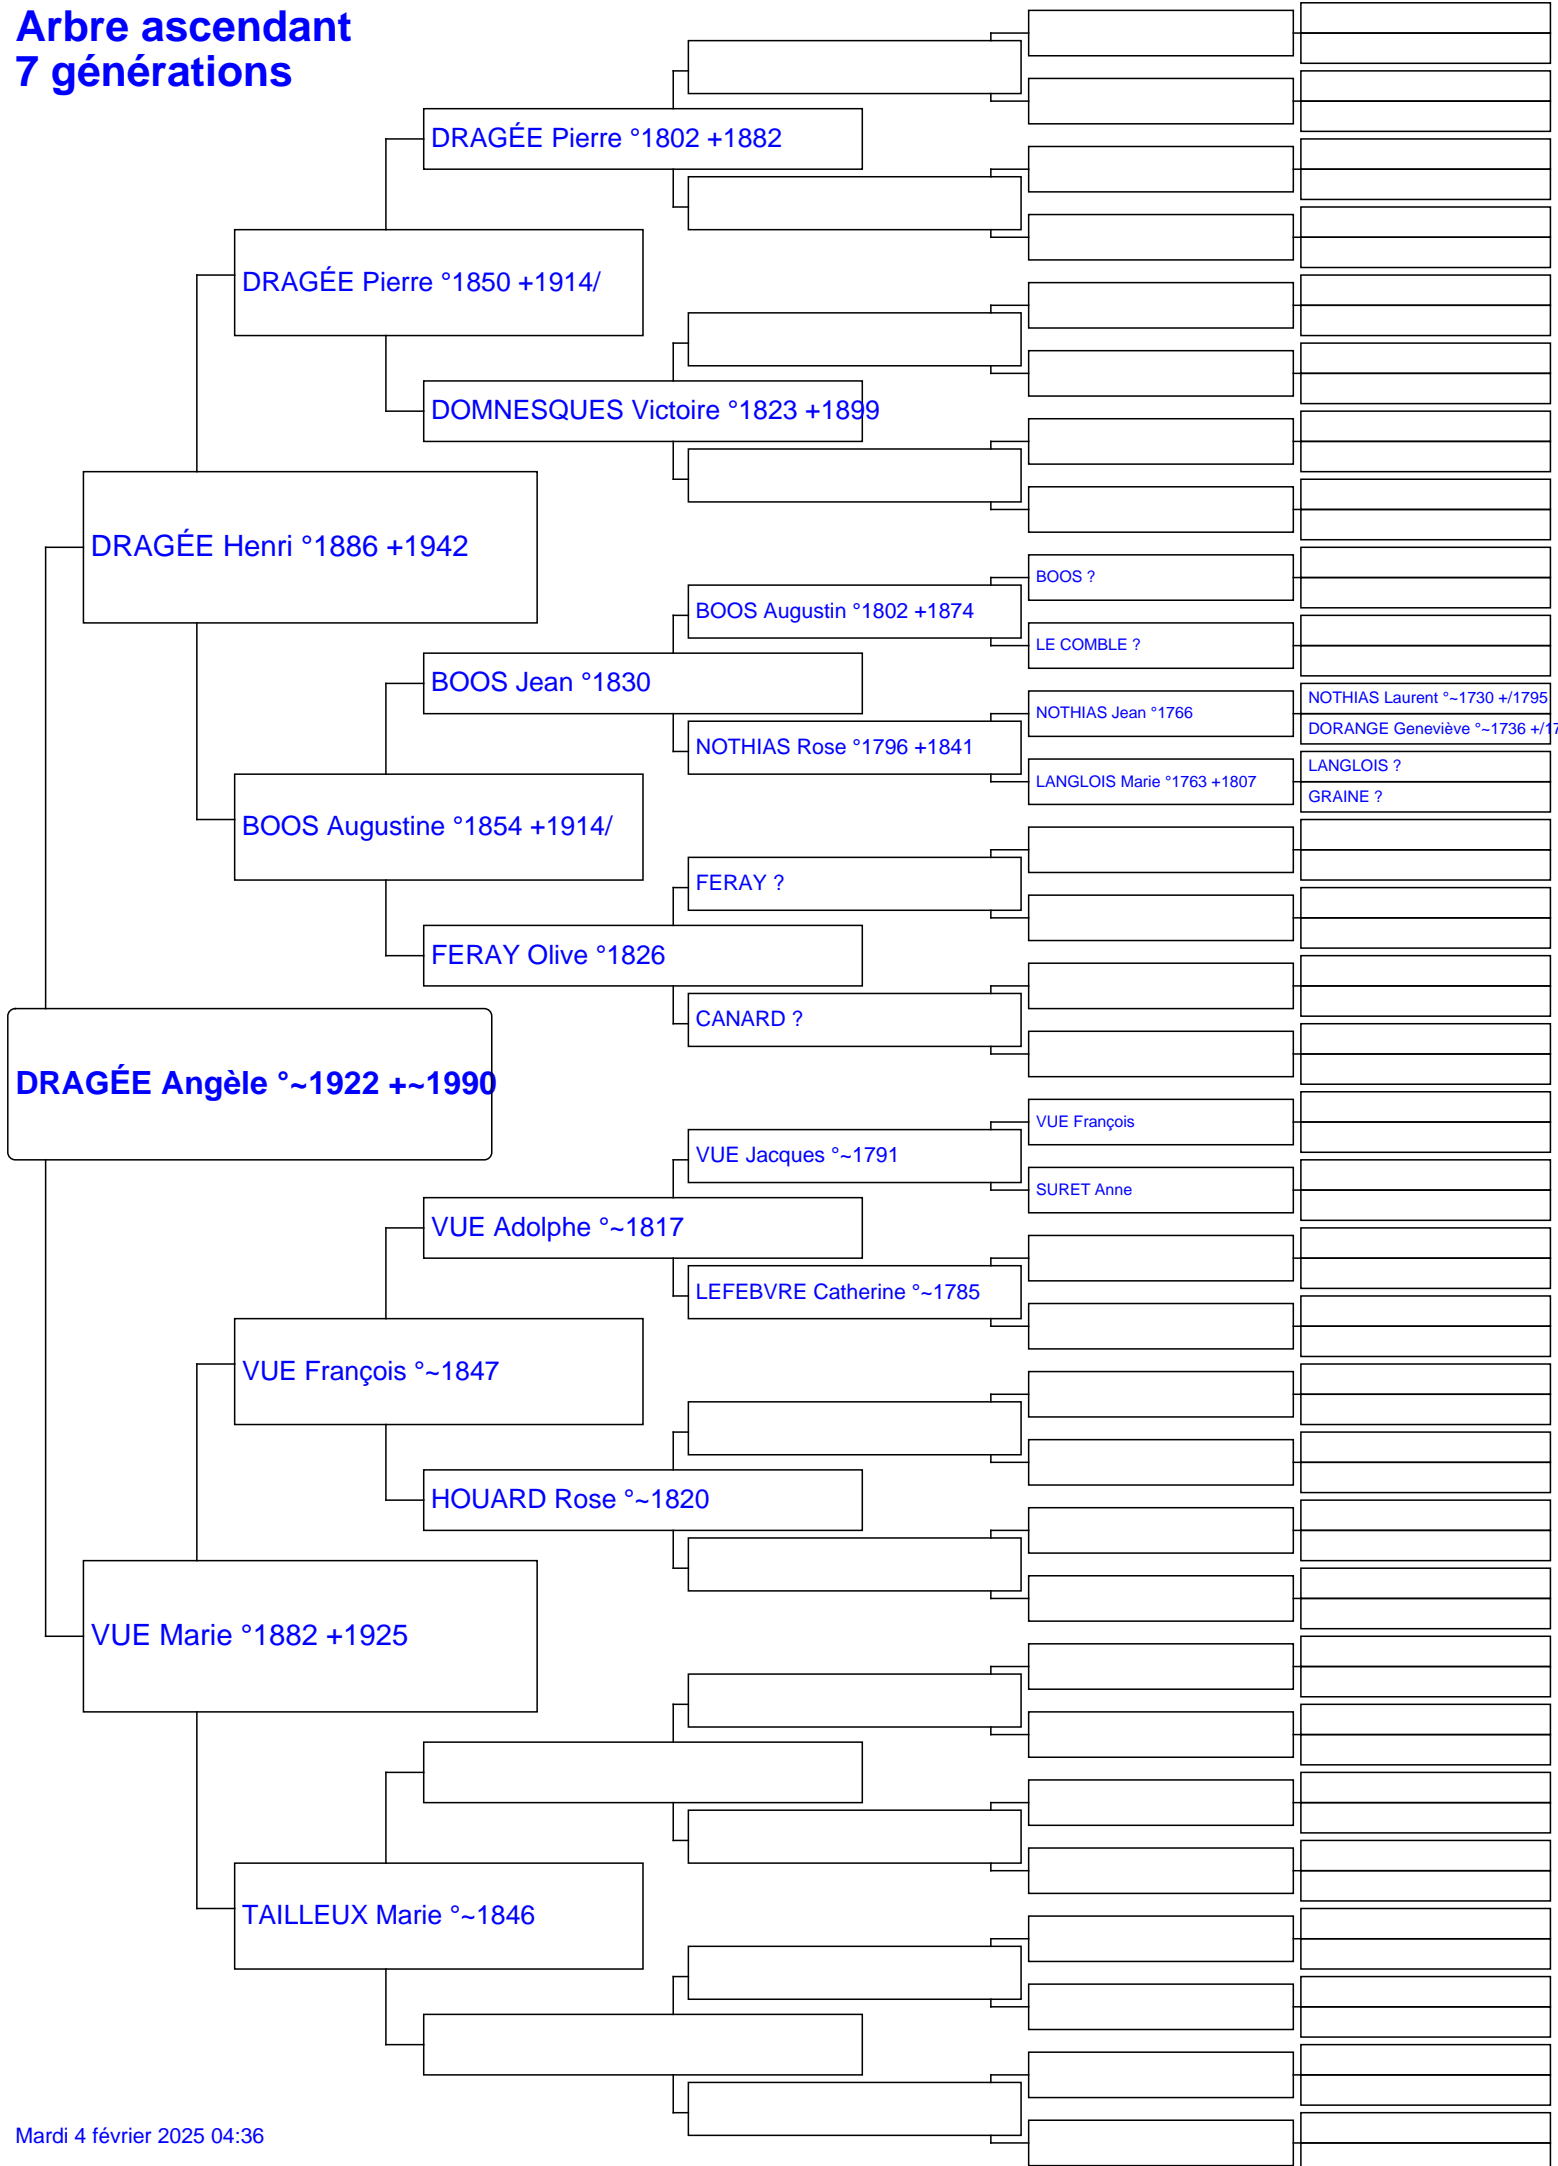 Arbre ascendant
7 générations
DRAGÉE Pierre °1802 +1882
DRAGÉE Pierre °1850 +1914/
DOMNESQUES Victoire °1823 +1899
DRAGÉE Henri °1886 +1942
BOOS ?
BOOS Augustin °1802 +1874
LE COMBLE ?
BOOS Jean °1830
NOTHIAS Laurent °~1730 +/1795
NOTHIAS Jean °1766
DORANGE Geneviève °~1736 +/17
NOTHIAS Rose °1796 +1841
LANGLOIS ?
LANGLOIS Marie °1763 +1807
GRAINE ?
BOOS Augustine °1854 +1914/
FERAY ?
FERAY Olive °1826
CANARD ?
DRAGÉE Angèle °~1922 +~1990
VUE François
VUE Jacques °~1791
SURET Anne
VUE Adolphe °~1817
LEFEBVRE Catherine °~1785
VUE François °~1847
HOUARD Rose °~1820
VUE Marie °1882 +1925
TAILLEUX Marie °~1846
Mardi 4 février 2025 04:36